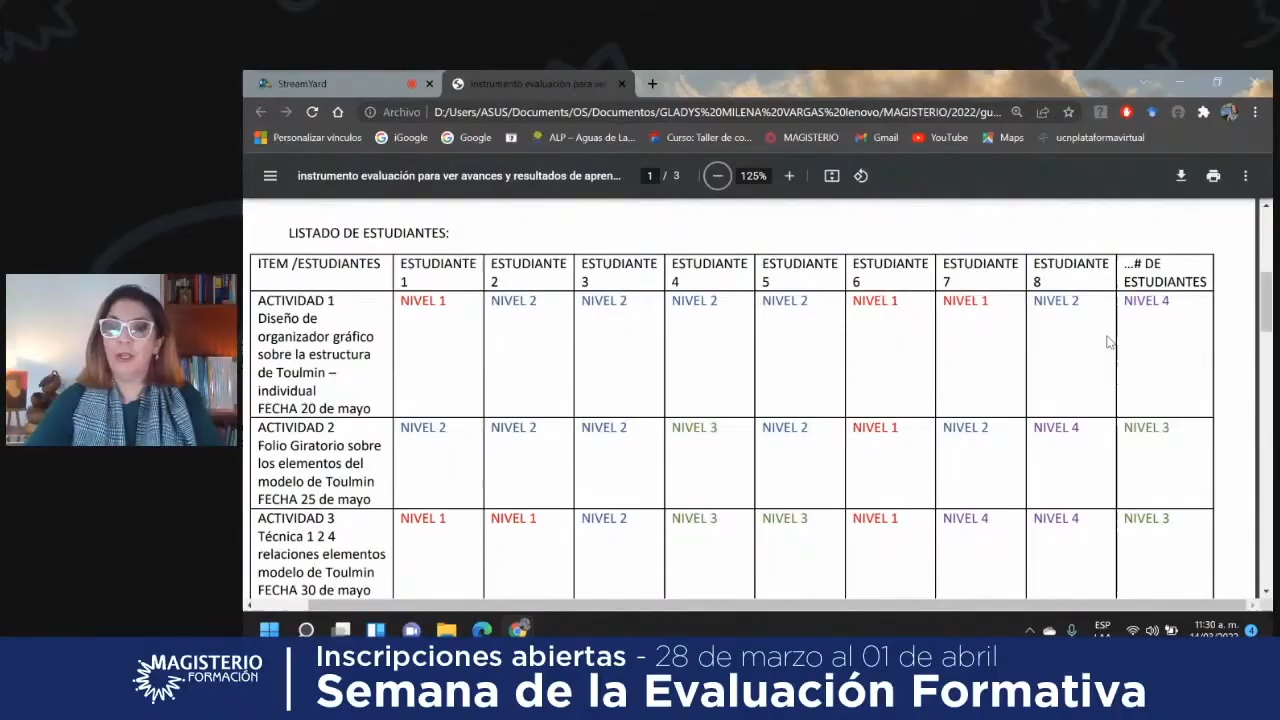 StreamYard
instrumento evaluación para ver
Archivo
D:/Users/ASUS/Documents/OS/Documentos/GLADYS%20MILENA%20VARGAS%20lenovo/MAGISTERIO/2022/gu...
Personalizar vínculos
iGoogle
Google
ALP – Aguas de La...
Curso: Taller de co...
MAGISTERIO
Gmail
YouTube
Maps
ucnplataformavirtual
instrumento evaluación para ver avances y resultados de apren...
1 / 3
125%
LISTADO DE ESTUDIANTES:
ITEM /ESTUDIANTES
ESTUDIANTE 1
ESTUDIANTE 2
ESTUDIANTE 3
ESTUDIANTE 4
ESTUDIANTE 5
ESTUDIANTE 6
ESTUDIANTE 7
ESTUDIANTE 8
...# DE ESTUDIANTES
ACTIVIDAD 1
Diseño de
organizador gráfico
sobre la estructura
de Toulmin –
individual
FECHA 20 de mayo
NIVEL 1
NIVEL 2
NIVEL 2
NIVEL 2
NIVEL 2
NIVEL 1
NIVEL 1
NIVEL 2
NIVEL 4
ACTIVIDAD 2
Folio Giratorio sobre
los elementos del
modelo de Toulmin
FECHA 25 de mayo
NIVEL 2
NIVEL 2
NIVEL 2
NIVEL 3
NIVEL 2
NIVEL 1
NIVEL 2
NIVEL 4
NIVEL 3
ACTIVIDAD 3
Técnica 1 2 4
relaciones elementos
modelo de Toulmin
FECHA 30 de mayo
NIVEL 1
NIVEL 1
NIVEL 2
NIVEL 3
NIVEL 3
NIVEL 1
NIVEL 4
NIVEL 4
NIVEL 3
ESP
11:30 a. m.
14/03/2022
4
MAGISTERIO
FORMACIÓN
Inscripciones abiertas - 28 de marzo al 01 de abril
Semana de la Evaluación Formativa